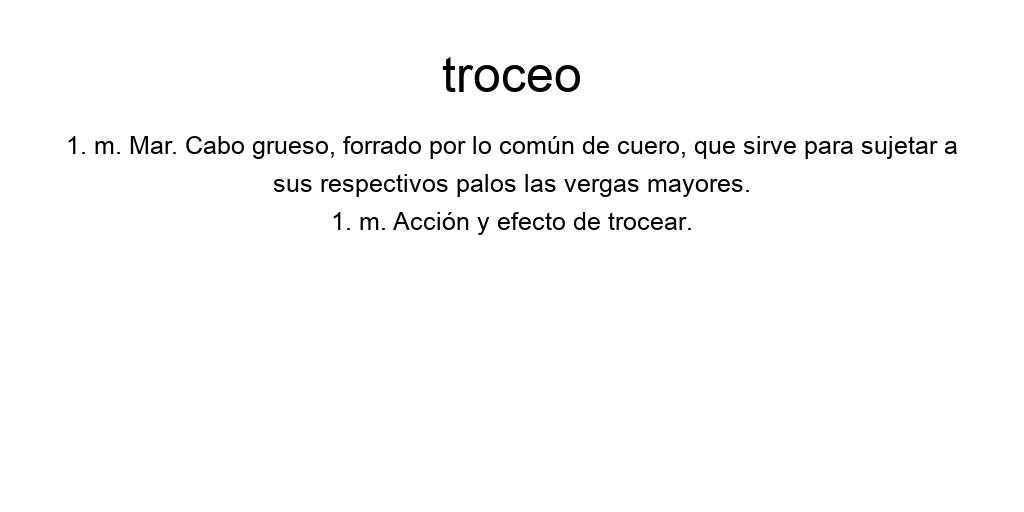 troceo
1. m. Mar. Cabo grueso, forrado por lo común de cuero, que sirve para sujetar a
sus respectivos palos las vergas mayores.
1. m. Acción y efecto de trocear.